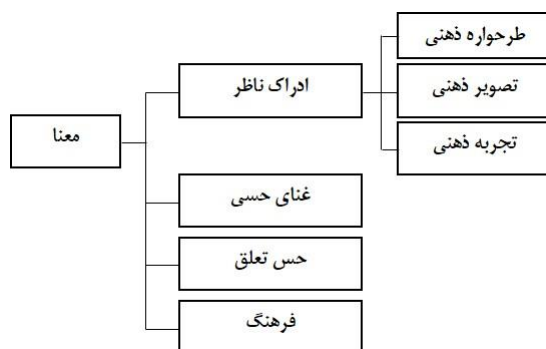 معنا
ادراک ناظر
طرحواره ذهنی
تصویر ذهنی
تجربه ذهنی
غنای حسی
حس تعلق
فرهنگ